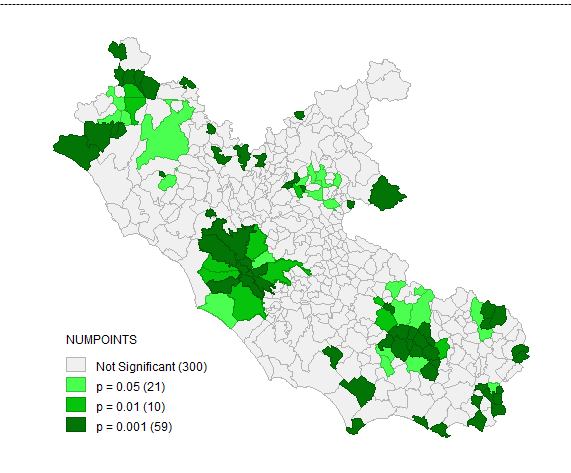 NUMPOINTS
Not Significant (300)
p = 0.05 (21)
p = 0.01 (10)
p = 0.001 (59)